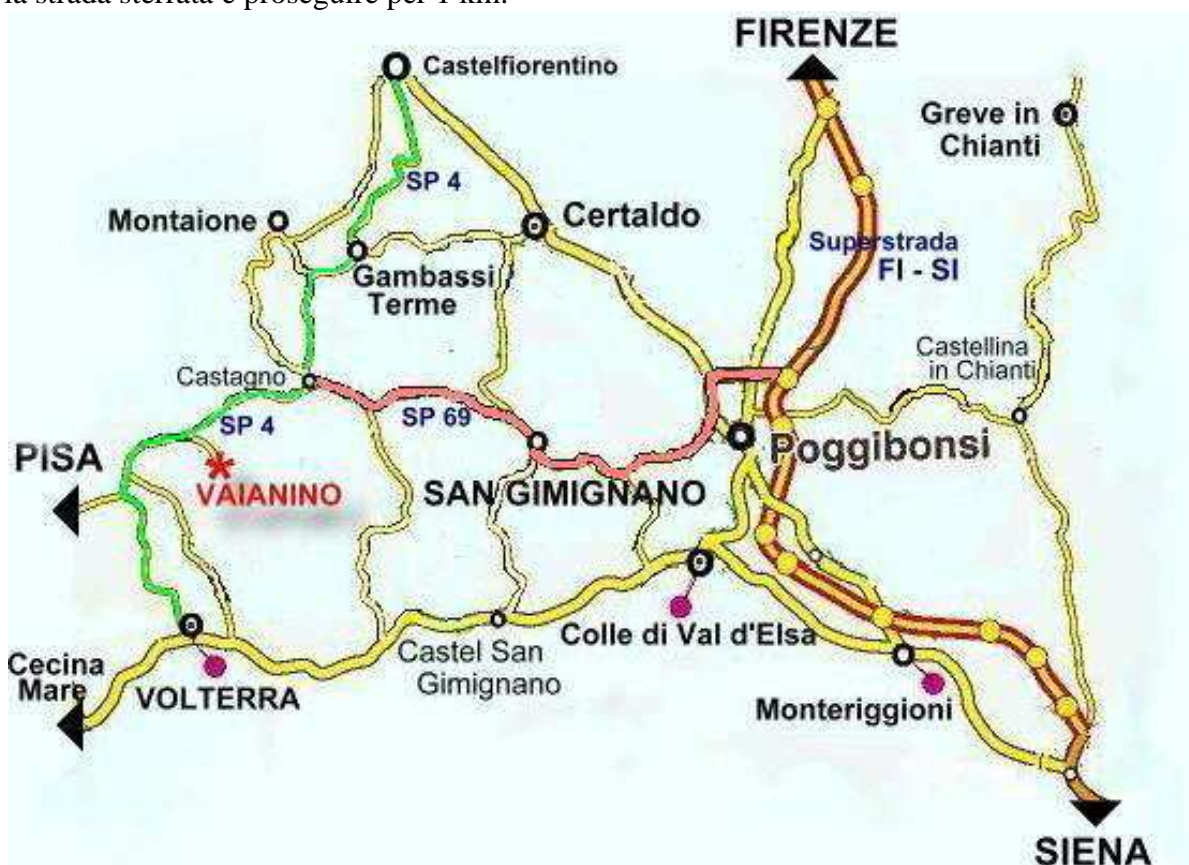 la strada sterrata e proseguire per 1 km.
FIRENZE
Castelfiorentino
Greve in
Chianti
SP 4
Montaione
Certaldo
Superstrada
FI - SI
Gambassi
Terme
Castellina
in Chianti
Castagno
SP 69
SP 4
PISA
Poggibonsi
VAIANINO
SAN GIMIGNANO
Colle di Val d'Elsa
Castel San
Gimignano
Cecina
Mare
VOLTERRA
Monteriggioni
SIENA